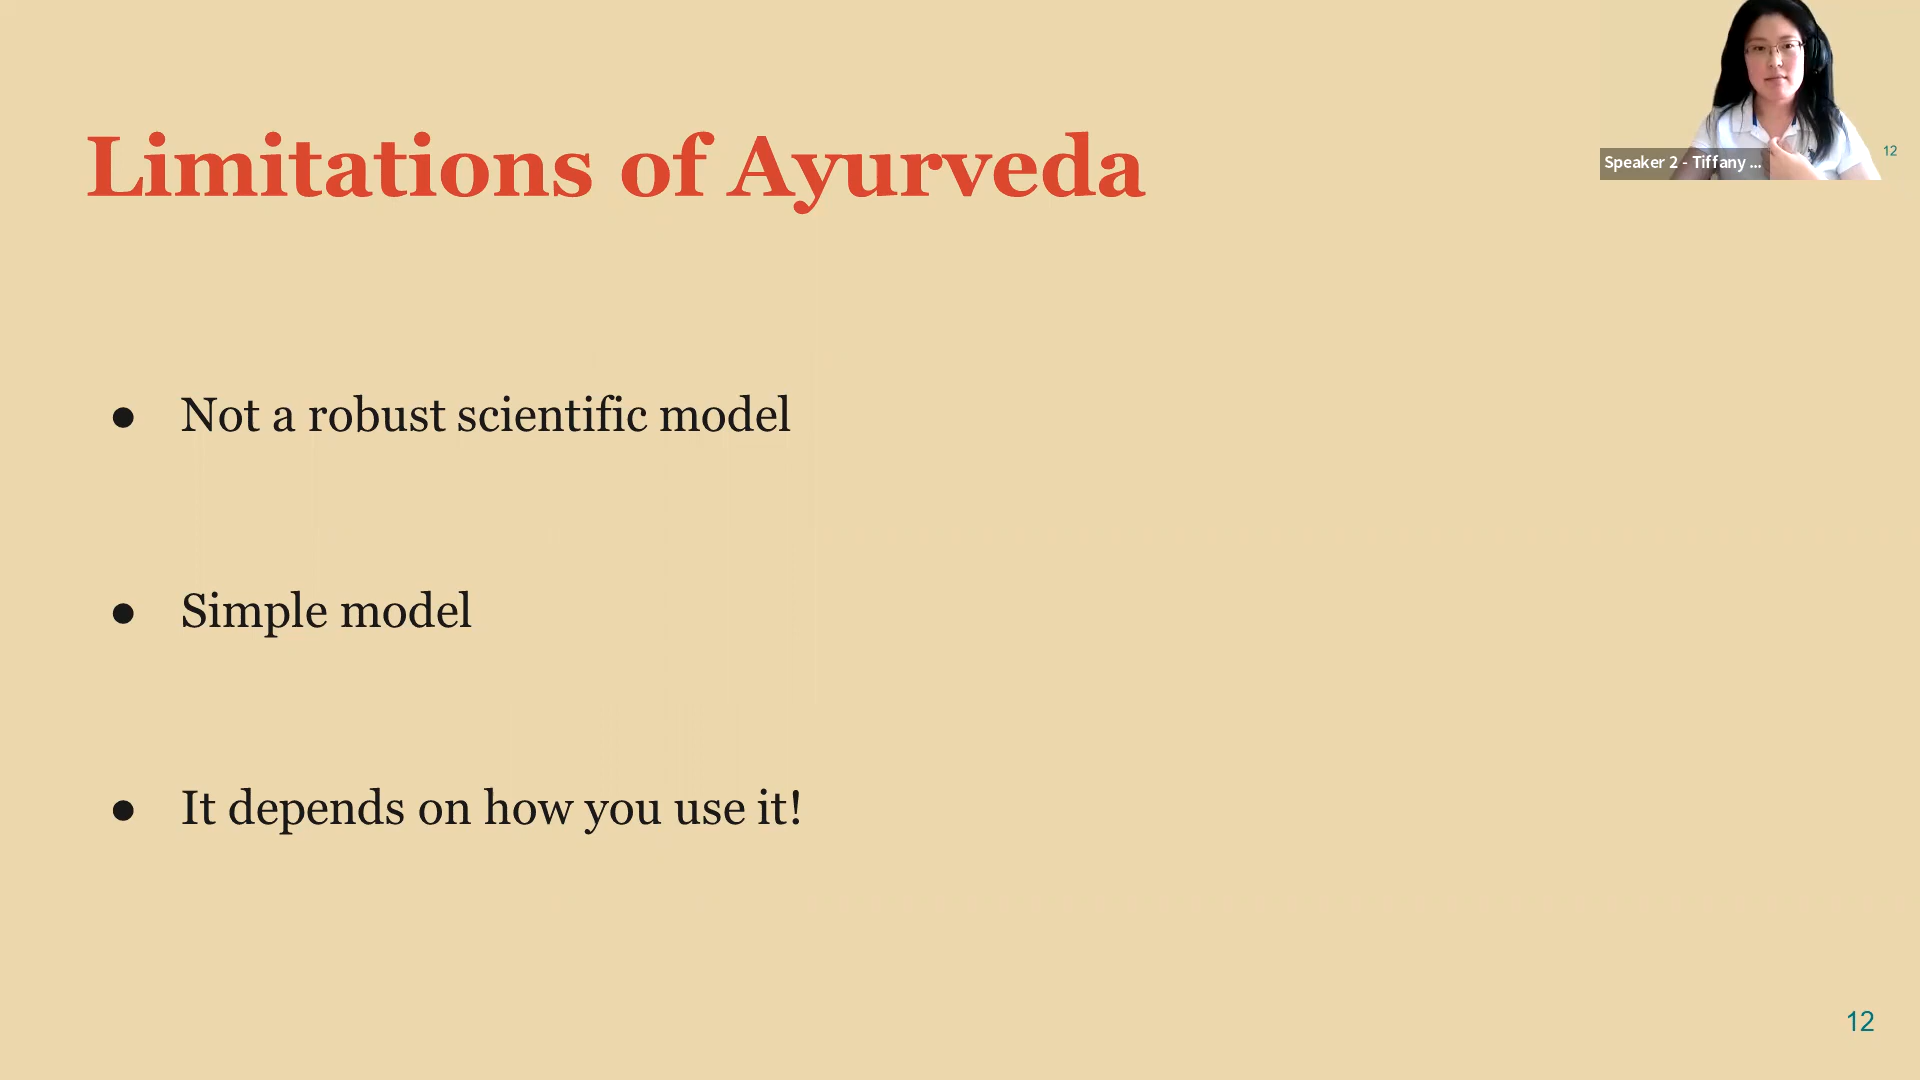 Limitations of Ayurveda
Speaker 2 - Tiffany ...
12
● Not a robust scientific model
● Simple model
● It depends on how you use it!
12